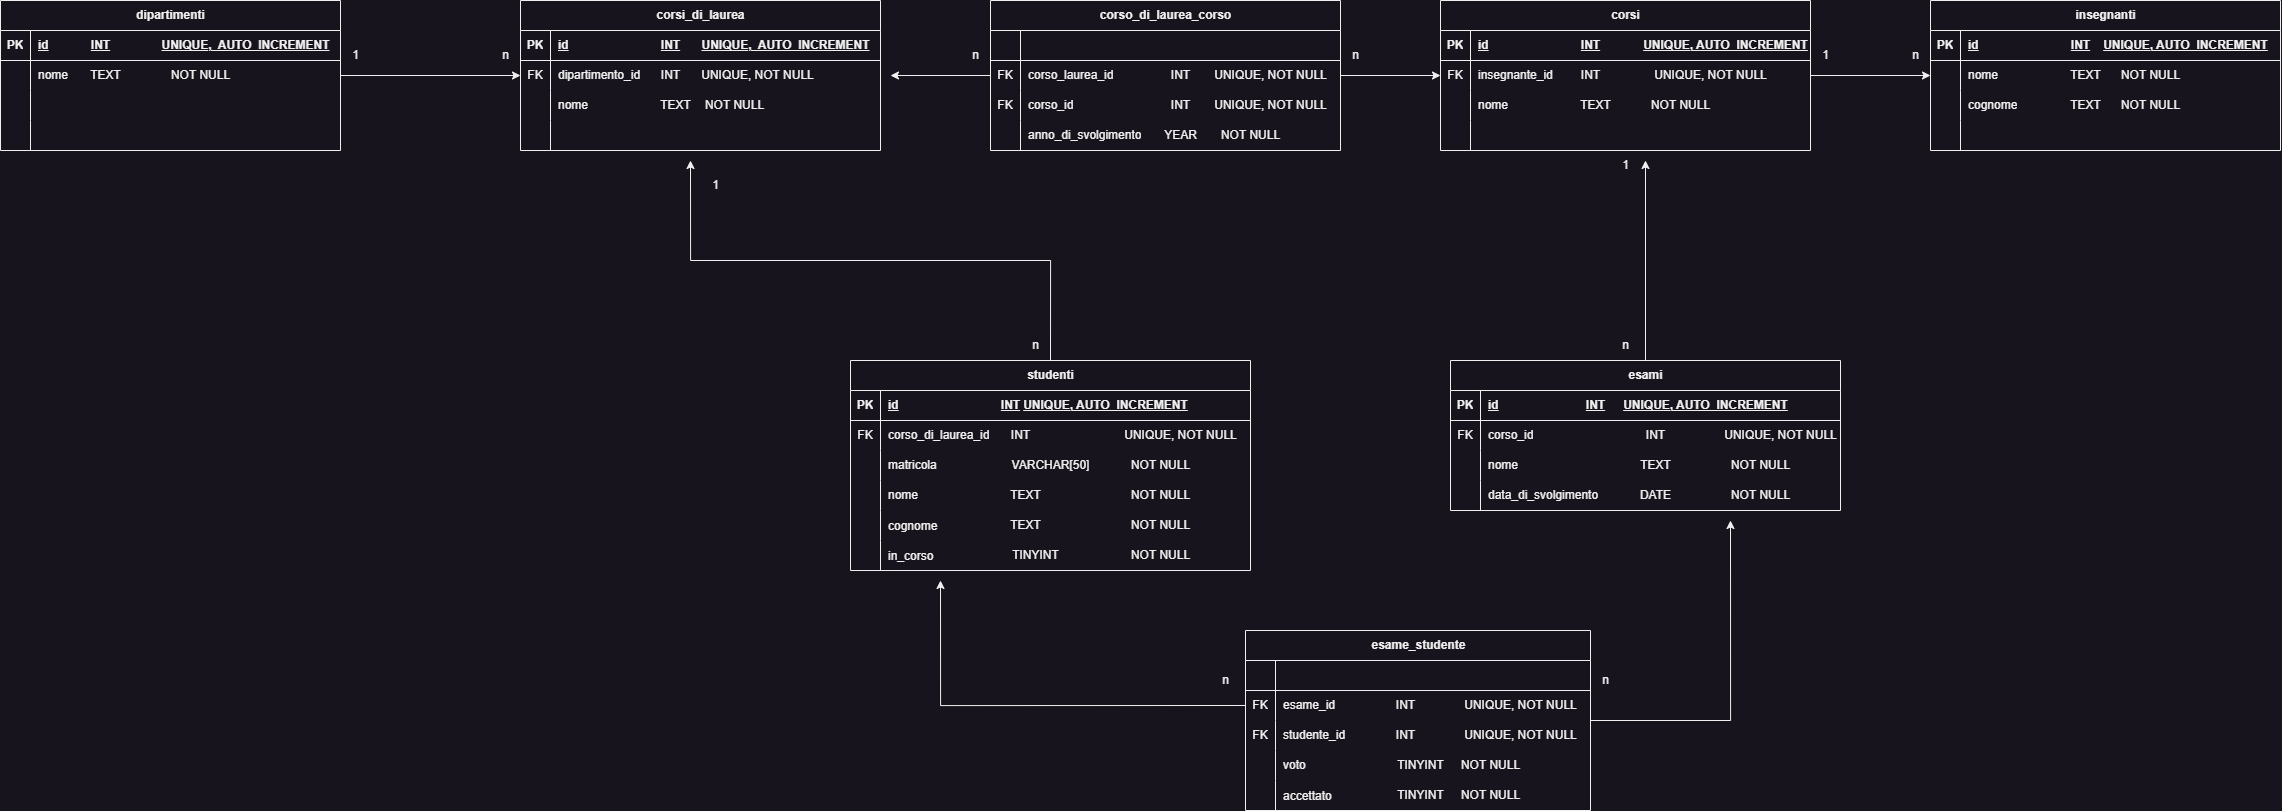 dipartimenti
PK id INT UNIQUE, AUTO_INCREMENT
nome TEXT NOT NULL
1 n
corsi_di_laurea
PK id INT UNIQUE, AUTO_INCREMENT
FK dipartimento_id INT UNIQUE, NOT NULL
nome TEXT NOT NULL
n
corso_di_laurea_corso
FK corso_laurea_id INT UNIQUE, NOT NULL
FK corso_id INT UNIQUE, NOT NULL
anno_di_svolgimento YEAR NOT NULL
n
corsi
PK id INT UNIQUE, AUTO_INCREMENT
FK insegnante_id INT UNIQUE, NOT NULL
nome TEXT NOT NULL
1 n
insegnanti
PK id INT UNIQUE, AUTO_INCREMENT
nome TEXT NOT NULL
cognome TEXT NOT NULL
1
1
n
n
studenti
PK id INT UNIQUE, AUTO_INCREMENT
FK corso_di_laurea_id INT UNIQUE, NOT NULL
matricola VARCHAR[50] NOT NULL
nome TEXT NOT NULL
cognome TEXT NOT NULL
in_corso TINYINT NOT NULL
esami
PK id INT UNIQUE, AUTO_INCREMENT
FK corso_id INT UNIQUE, NOT NULL
nome TEXT NOT NULL
data_di_svolgimento DATE NOT NULL
n
n
esame_studente
FK esame_id INT UNIQUE, NOT NULL
FK studente_id INT UNIQUE, NOT NULL
voto TINYINT NOT NULL
accettato TINYINT NOT NULL